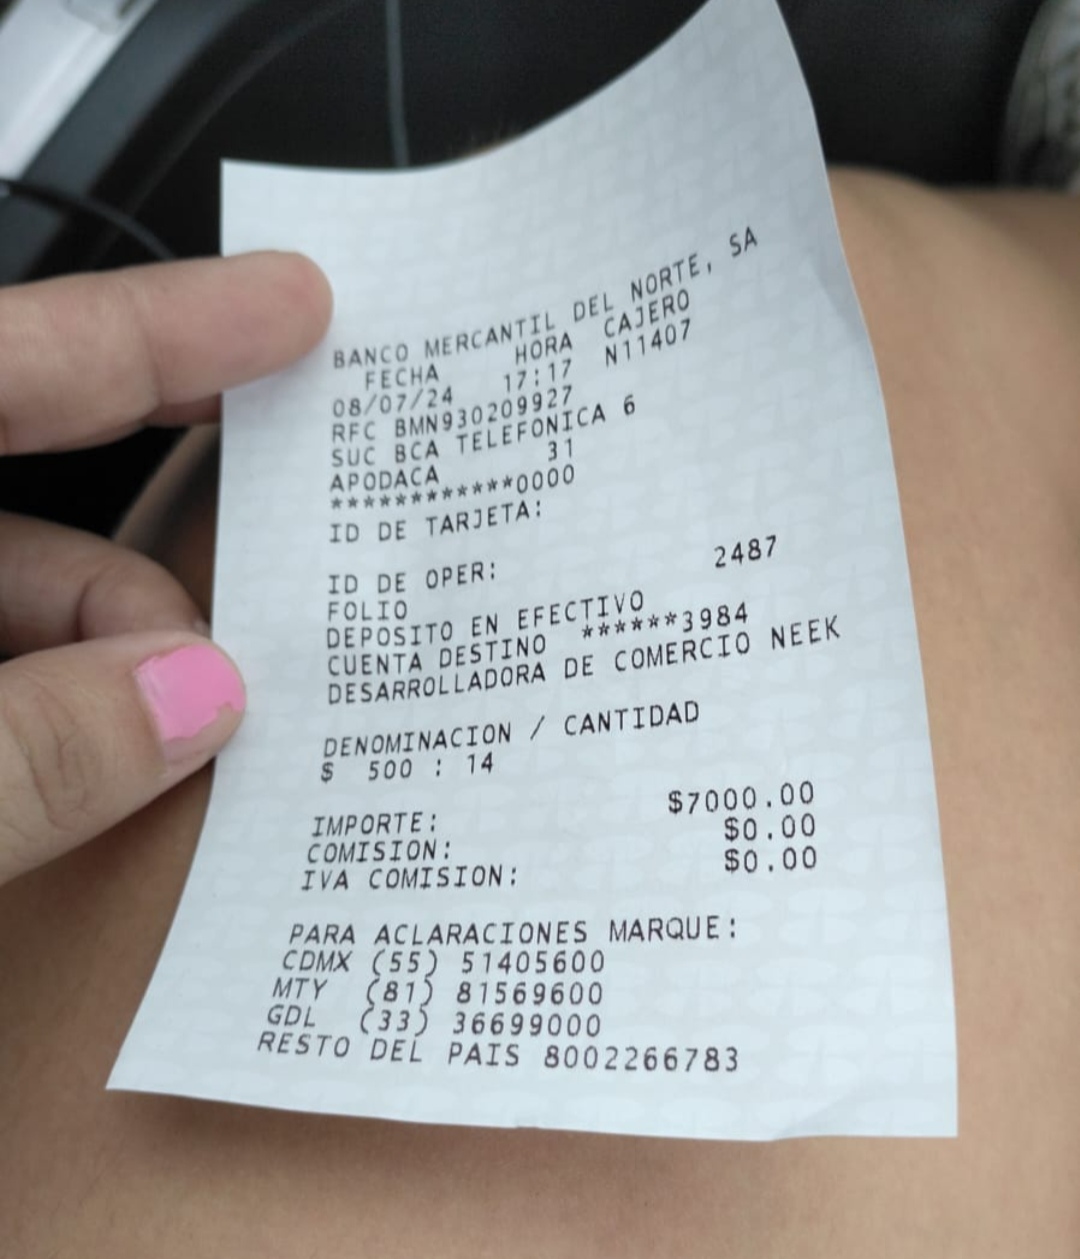 BANCO MERCANTIL DEL NORTE, SA
FECHA HORA CAJERO
08/07/24 17:17 N11407
RFC BMN930209927
SUC BCA TELEFONICA 6
APODACA 31
************0000
ID DE TARJETA:
ID DE OPER: 2487
FOLIO
DEPOSITO EN EFECTIVO
CUENTA DESTINO ******3984
DESARROLLADORA DE COMERCIO NEEK
DENOMINACION / CANTIDAD
$ 500 : 14
IMPORTE: $7000.00
COMISION: $0.00
IVA COMISION: $0.00
PARA ACLARACIONES MARQUE:
CDMX (55) 51405600
MTY (81) 81569600
GDL (33) 36699000
RESTO DEL PAIS 8002266783